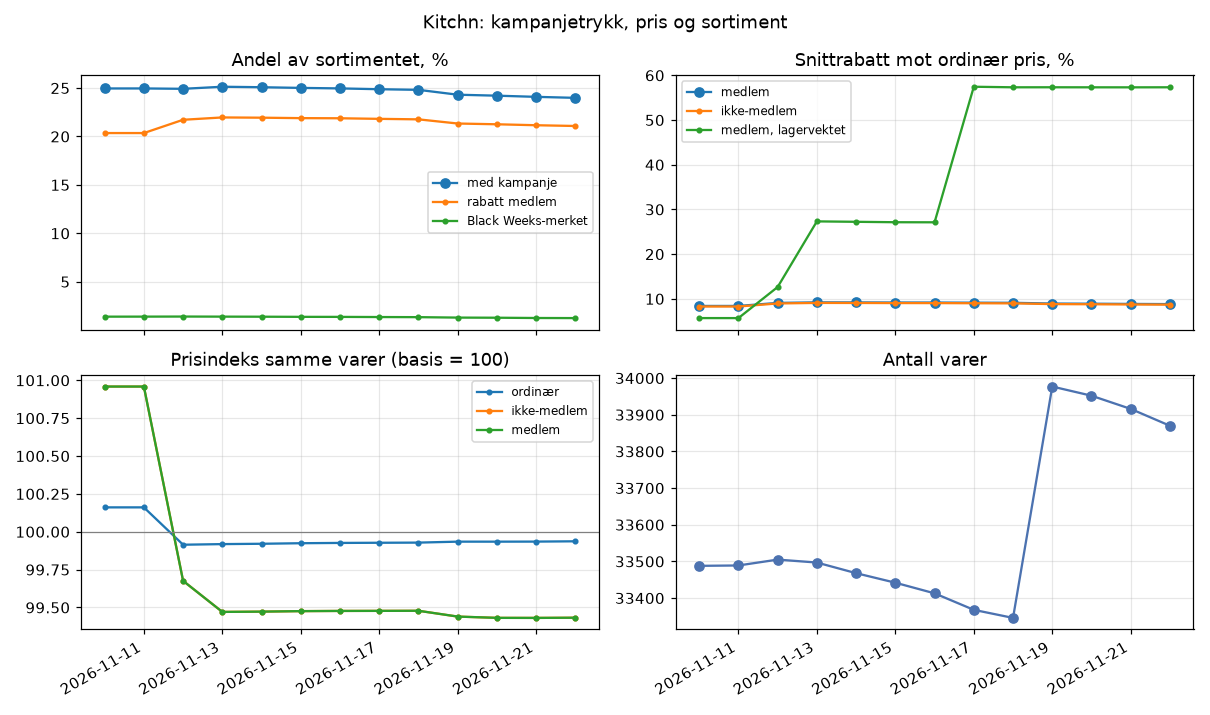 Kitchn: kampanjetrykk, pris og sortiment
Andel av sortimentet, %
25
20
15
10
5
med kampanje
rabatt medlem
Black Weeks-merket
Snittrabatt mot ordinær pris, %
60
50
40
30
20
10
medlem
ikke-medlem
medlem, lagervektet
Prisindeks samme varer (basis = 100)
101.00
100.75
100.50
100.25
100.00
99.75
99.50
ordinær
ikke-medlem
medlem
2026-11-11
2026-11-13
2026-11-15
2026-11-17
2026-11-19
2026-11-21
Antall varer
34000
33900
33800
33700
33600
33500
33400
2026-11-11
2026-11-13
2026-11-15
2026-11-17
2026-11-19
2026-11-21